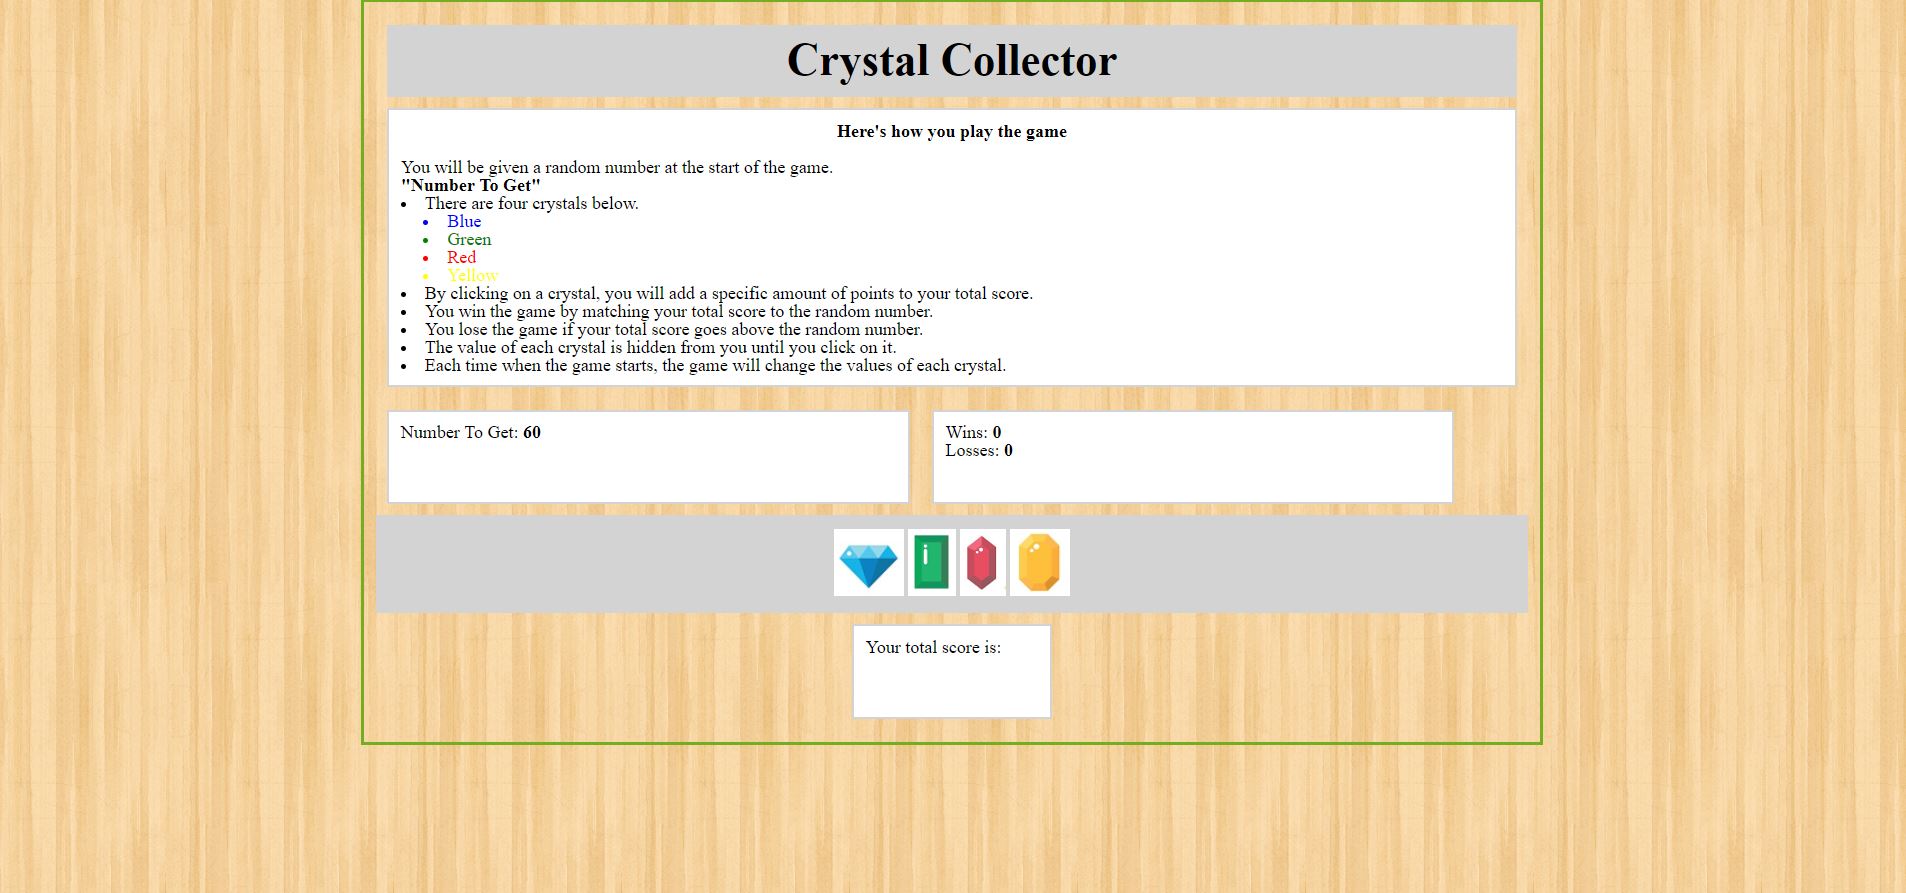 Crystal Collector
Here's how you play the game
You will be given a random number at the start of the game.
"Number To Get"
There are four crystals below.
Blue
Green
Red
Yellow
By clicking on a crystal, you will add a specific amount of points to your total score.
You win the game by matching your total score to the random number.
You lose the game if your total score goes above the random number.
The value of each crystal is hidden from you until you click on it.
Each time when the game starts, the game will change the values of each crystal.
Number To Get: 60
Wins: 0
Losses: 0
Your total score is: